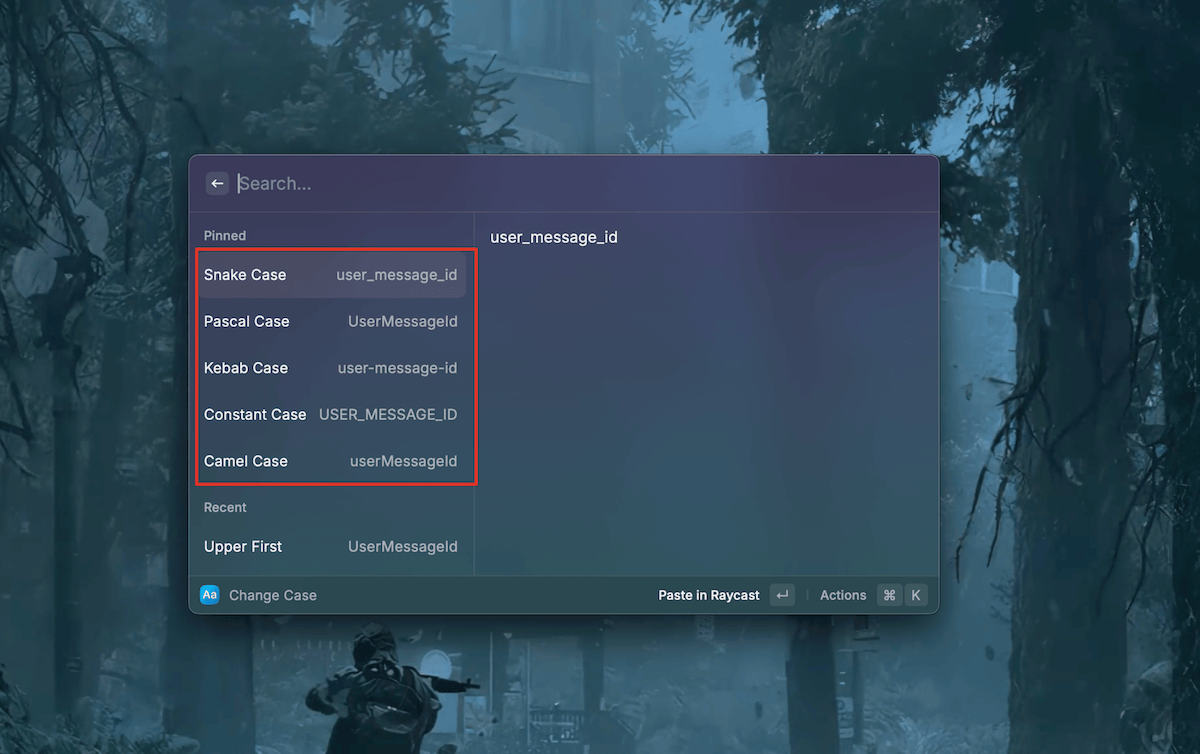 Search...
Pinned
Snake Case user_message_id
Pascal Case UserMessageId
Kebab Case user-message-id
Constant Case USER_MESSAGE_ID
Camel Case userMessageId
Recent
Upper First UserMessageId
user_message_id
Aa Change Case Paste in Raycast ↵ Actions ⌘ K